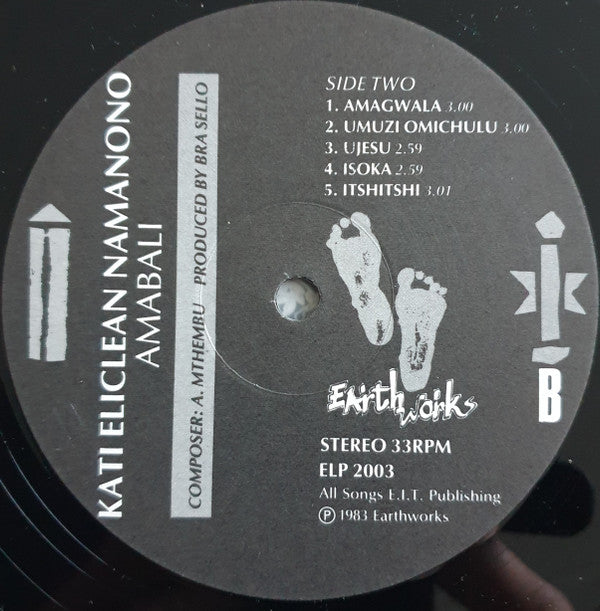 KATI ELICLEAN NAMANONO
AMABALI
COMPOSER: A. MTHEMBU PRODUCED BY BRA SELLO
SIDE TWO
1. AMAGWALA 3.00
2. UMUZI OMICHULU 3.00
3. UJESU 2.59
4. ISOKA 2.59
5. ITSHITSHI 3.01
EARTHWORKS
B
STEREO 33RPM
ELP 2003
All Songs E.I.T. Publishing
℗ 1983 Earthworks